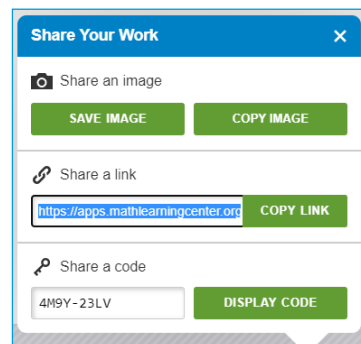 Share Your Work
Share an image
SAVE IMAGE COPY IMAGE
Share a link
https://apps.mathlearningcenter.org COPY LINK
Share a code
4M9Y-23LV DISPLAY CODE